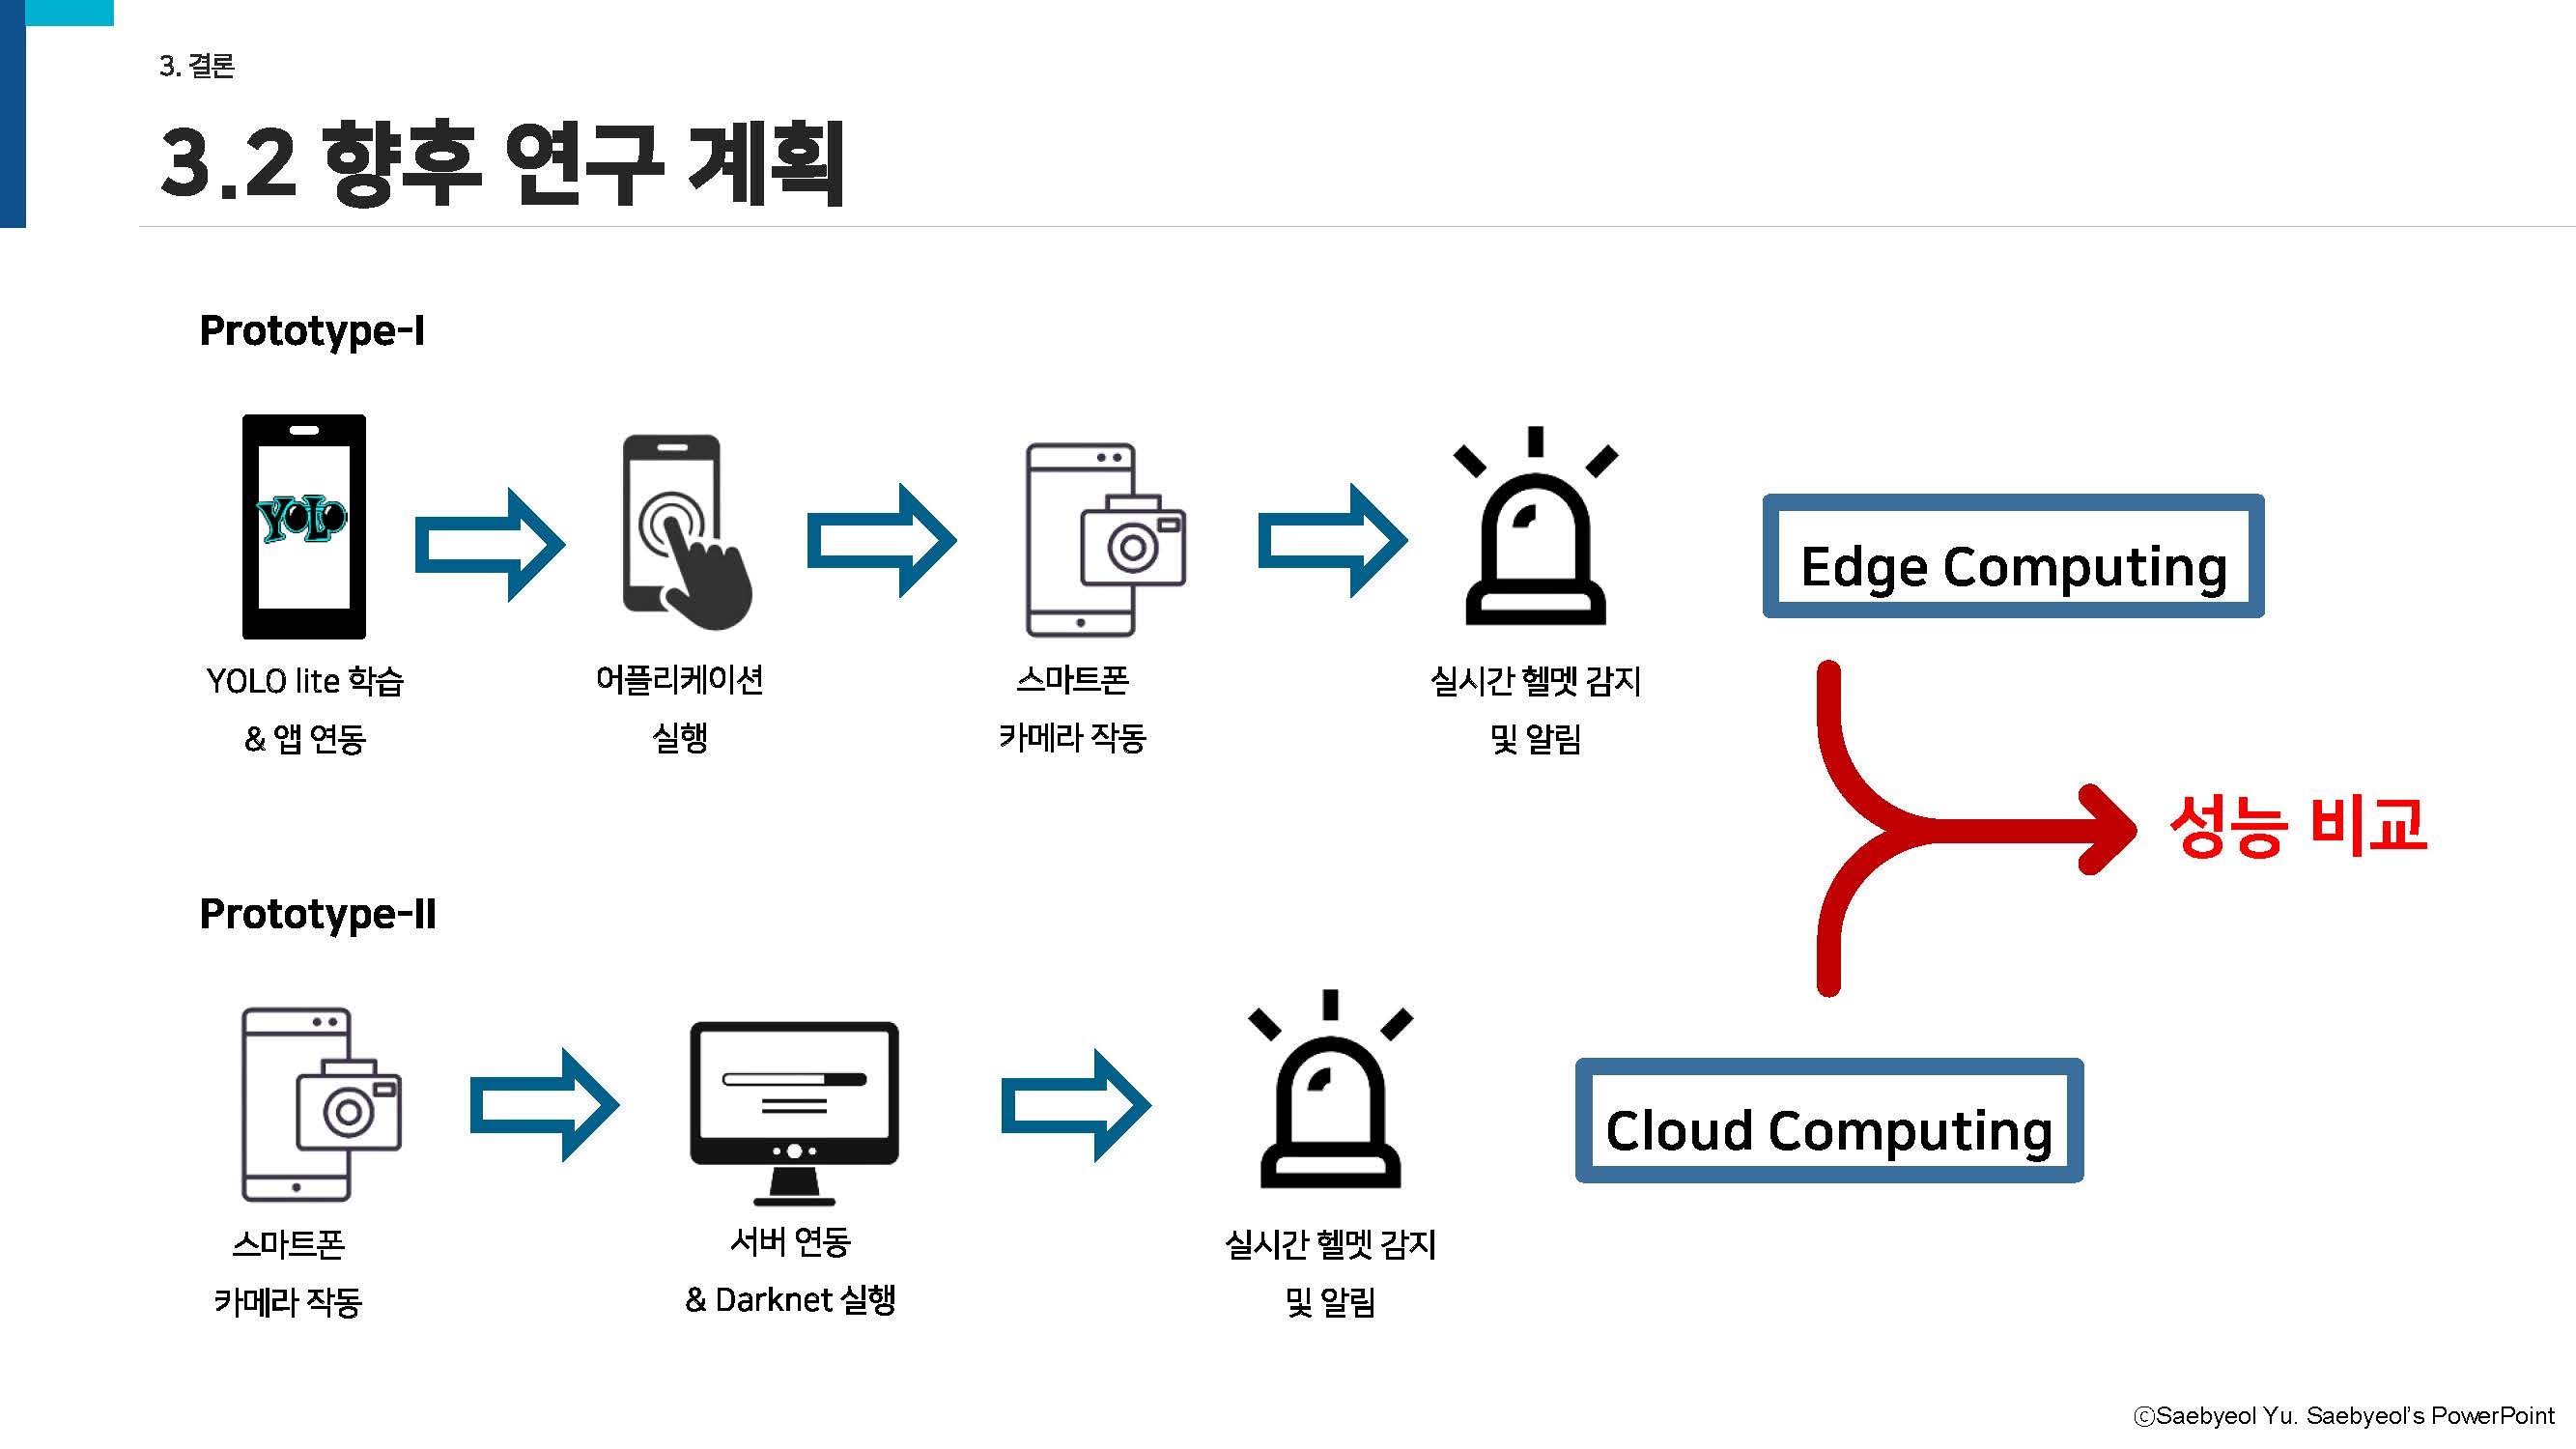 3. 결론
3.2 향후 연구 계획
Prototype-I
YOLO
YOLO lite 학습
& 앱 연동
어플리케이션
실행
스마트폰
카메라 작동
실시간 헬멧 감지
및 알림
Edge Computing
성능 비교
Prototype-II
스마트폰
카메라 작동
서버 연동
& Darknet 실행
실시간 헬멧 감지
및 알림
Cloud Computing
ⓒSaebyeol Yu. Saebyeol’s PowerPoint